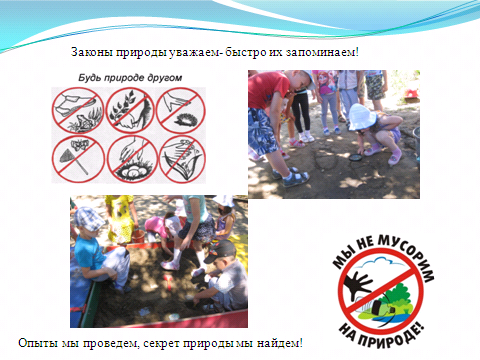 Законы природы уважаем- быстро их запоминаем!
Будь природе другом
МЫ НЕ МУСОРИМ
НА ПРИРОДЕ!
Опыты мы проведем, секрет природы мы найдем!